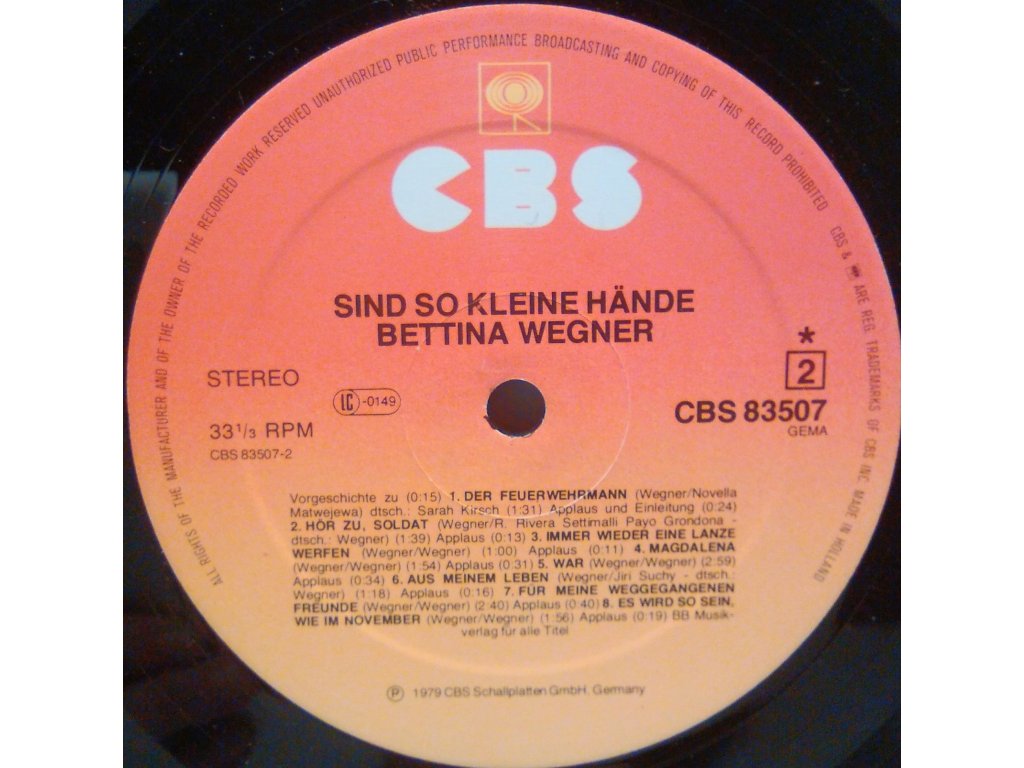 ALL RIGHTS OF THE MANUFACTURER AND OF THE OWNER OF THE RECORDED WORK RESERVED UNAUTHORIZED PUBLIC PERFORMANCE BROADCASTING AND COPYING OF THIS RECORD PROHIBITED
CBS & ARE REG. TRADEMARKS OF CBS INC. MADE IN HOLLAND
CBS
SIND SO KLEINE HÄNDE
BETTINA WEGNER
STEREO
LC-0149
33 1/3 RPM
CBS 83507-2
*
2
CBS 83507
GEMA
Vorgeschichte zu (0:15) 1. DER FEUERWEHRMANN (Wegner/Novella
Matwejewa) dtsch.: Sarah Kirsch (1:31) Applaus und Einleitung (0:24)
2. HÖR ZU, SOLDAT (Wegner/R. Rivera Settimalli Payo Grondona -
dtsch.: Wegner) (1:39) Applaus (0:13) 3. IMMER WIEDER EINE LANZE
WERFEN (Wegner/Wegner) (1:00) Applaus (0:11) 4. MAGDALENA
(Wegner/Wegner) (1:54) Applaus (0:31) 5. WAR (Wegner/Wegner) (2:59)
Applaus (0:34) 6. AUS MEINEM LEBEN (Wegner/Jiri Suchy - dtsch.:
Wegner) (1:18) Applaus (0:16) 7. FÜR MEINE WEGGEGANGENEN
FREUNDE (Wegner/Wegner) (2:40) Applaus (0:40) 8. ES WIRD SO SEIN,
WIE IM NOVEMBER (Wegner/Wegner) (1:56) Applaus (0:19) BB Musik-
verlag für alle Titel
℗ 1979 CBS Schallplatten GmbH, Germany